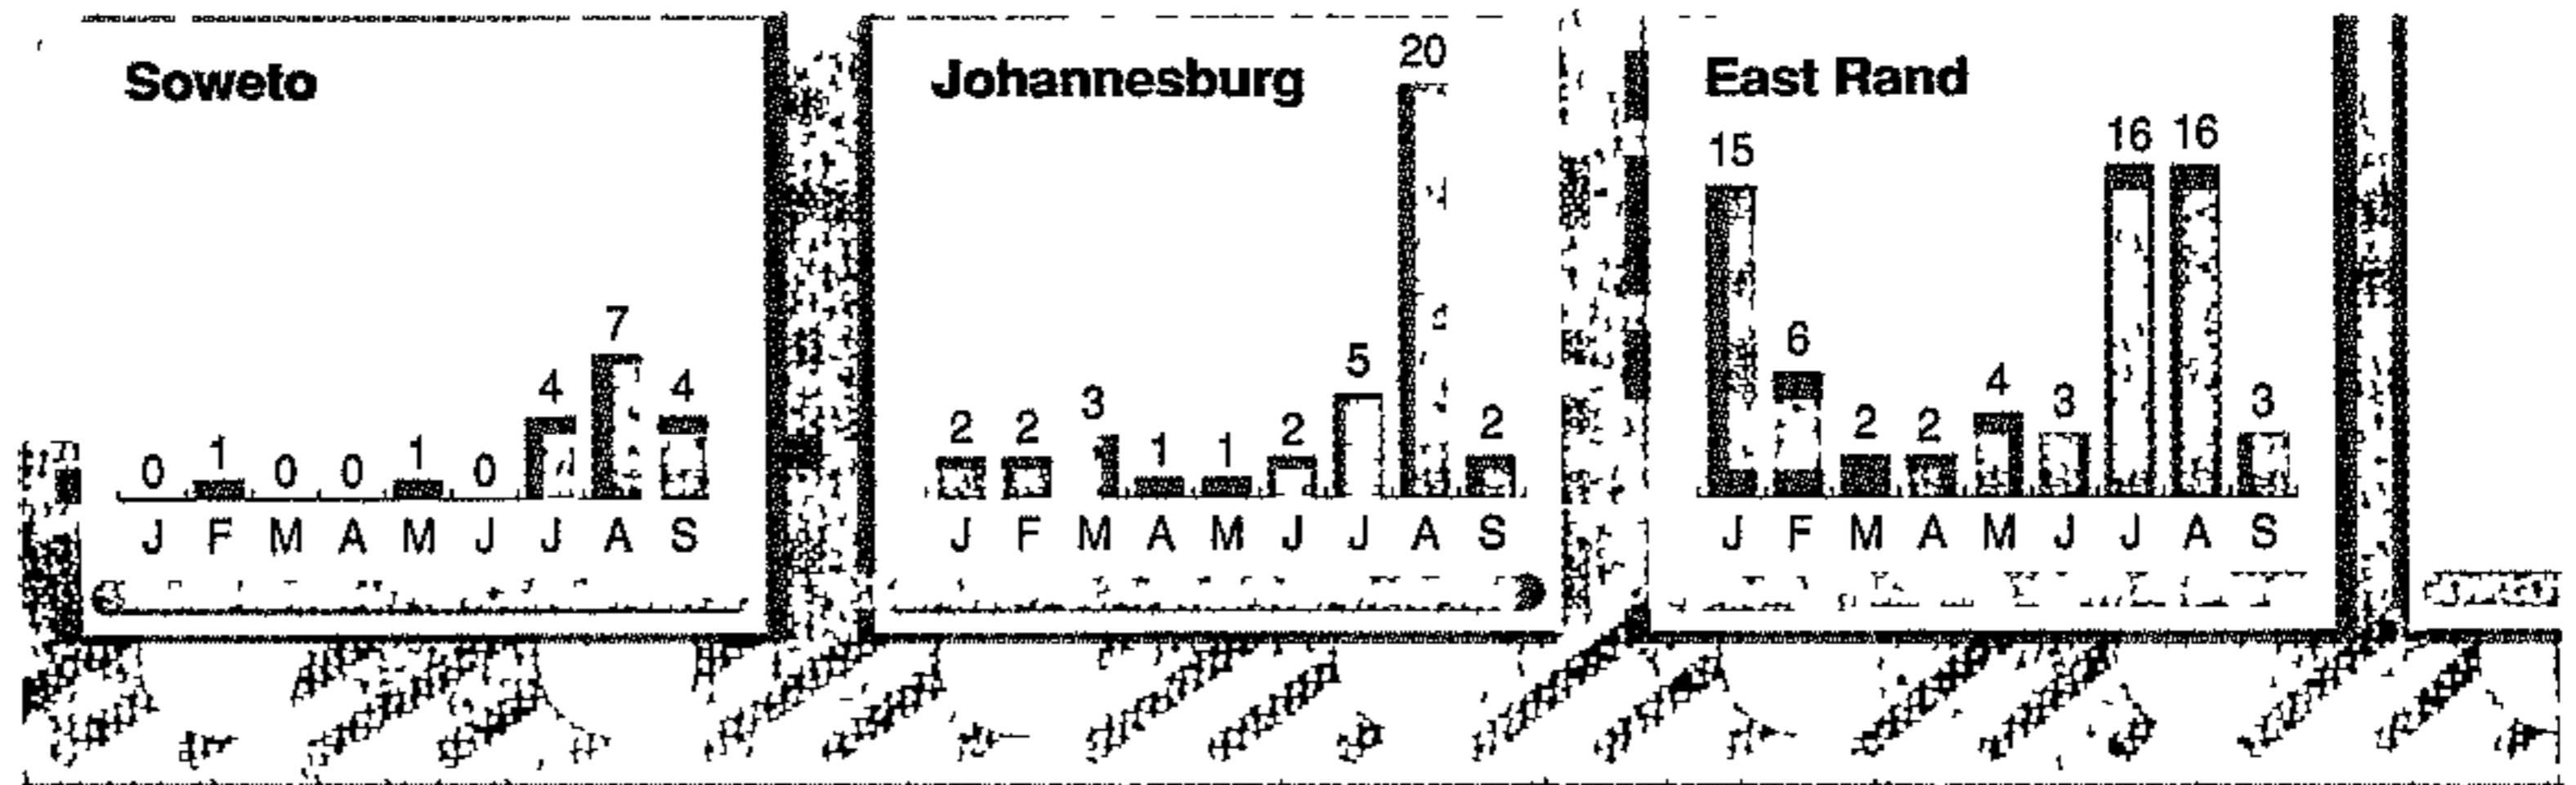 Soweto
0 1 0 0 1 0 4 7 4
J F M A M J J A S
Johannesburg
2 2 3 1 1 2 5 20 2
J F M A M J J A S
East Rand
15 6 2 2 4 3 16 16 3
J F M A M J J A S